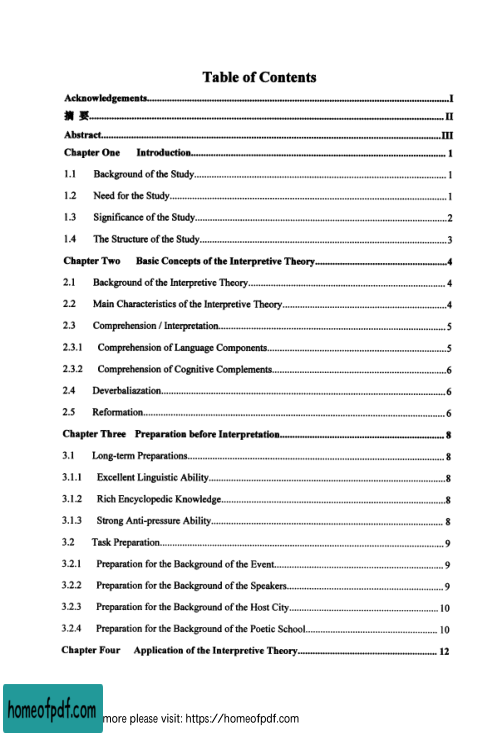 Table of Contents
Acknowledgements.....I
摘 要.....II
Abstract.....III
Chapter One Introduction.....1
1.1 Background of the Study.....1
1.2 Need for the Study.....1
1.3 Significance of the Study.....2
1.4 The Structure of the Study.....3
Chapter Two Basic Concepts of the Interpretive Theory.....4
2.1 Background of the Interpretive Theory.....4
2.2 Main Characteristics of the Interpretive Theory.....4
2.3 Comprehension / Interpretation.....5
2.3.1 Comprehension of Language Components.....5
2.3.2 Comprehension of Cognitive Complements.....6
2.4 Deverbaliazation.....6
2.5 Reformation.....6
Chapter Three Preparation before Interpretation.....8
3.1 Long-term Preparations.....8
3.1.1 Excellent Linguistic Ability.....8
3.1.2 Rich Encyclopedic Knowledge.....8
3.1.3 Strong Anti-pressure Ability.....8
3.2 Task Preparation.....9
3.2.1 Preparation for the Background of the Event.....9
3.2.2 Preparation for the Background of the Speakers.....9
3.2.3 Preparation for the Background of the Host City.....10
3.2.4 Preparation for the Background of the Poetic School.....10
Chapter Four Application of the Interpretive Theory.....12
homeofpdf.com more please visit: https://homeofpdf.com